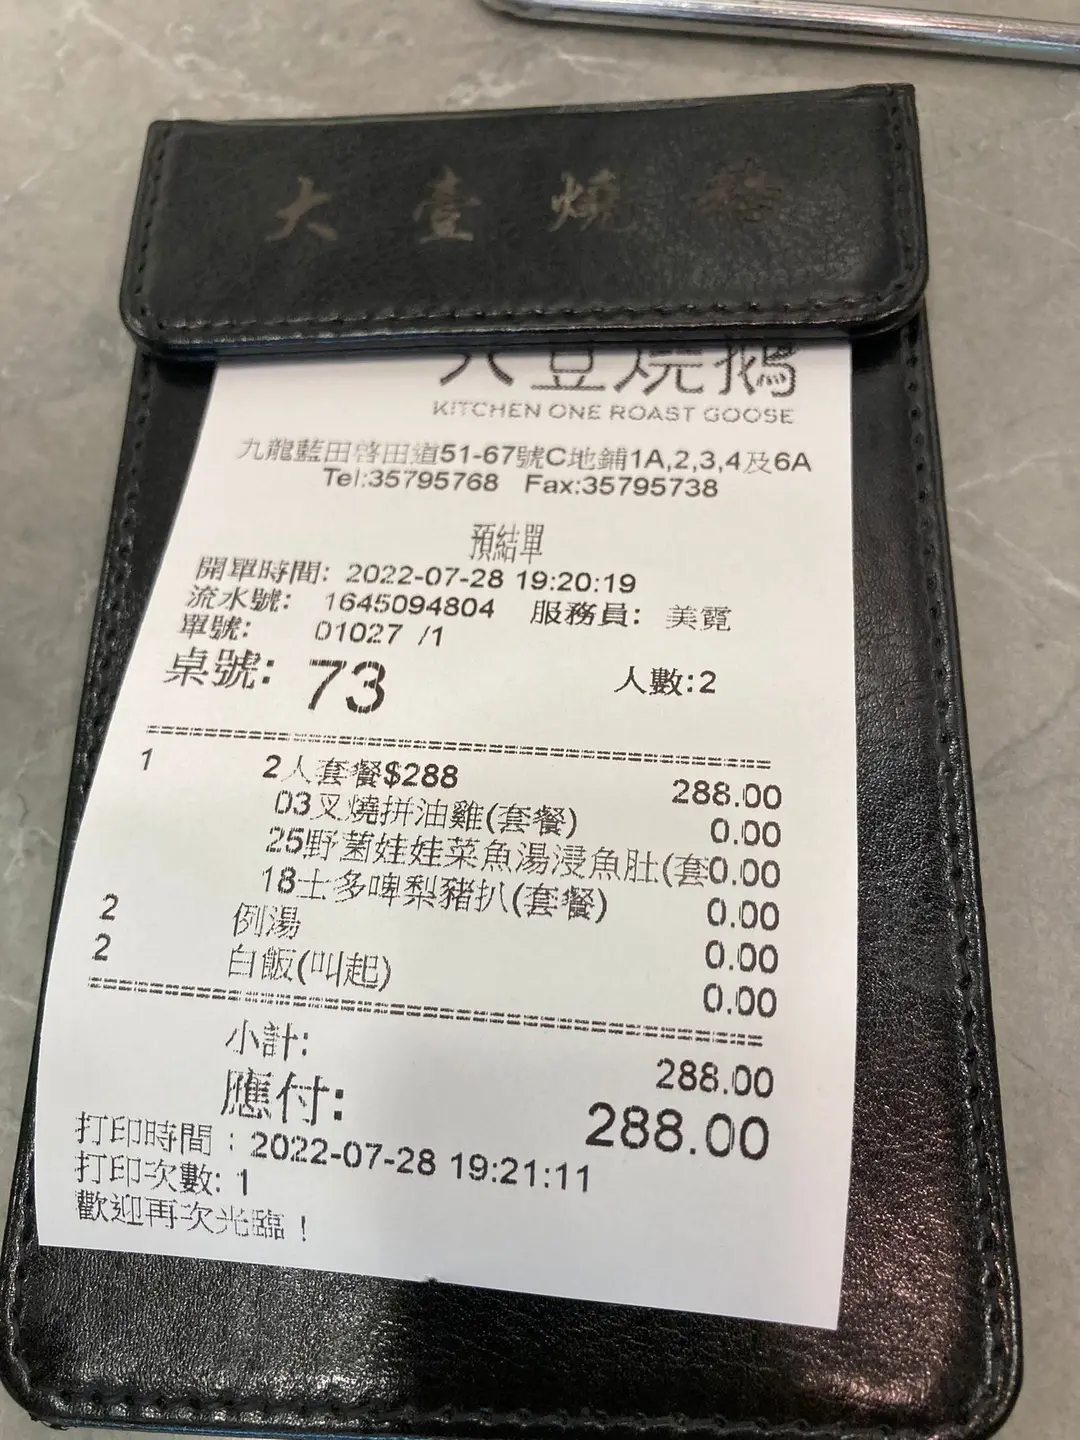 大壹燒鵝
大壹燒鵝
KITCHEN ONE ROAST GOOSE
九龍藍田啓田道51-67號C地鋪1A,2,3,4及6A
Tel:35795768 Fax:35795738
預結單
開單時間: 2022-07-28 19:20:19
流水號: 1645094804 服務員: 美霓
單號: 01027 /1
桌號: 73 人數:2
1 2人套餐$288 288.00
03叉燒拼油雞(套餐) 0.00
25野菌娃娃菜魚湯浸魚肚(套 0.00
18士多啤梨豬扒(套餐) 0.00
2 例湯 0.00
2 白飯(叫起) 0.00
小計: 288.00
應付: 288.00
打印時間 : 2022-07-28 19:21:11
打印次數: 1
歡迎再次光臨 !